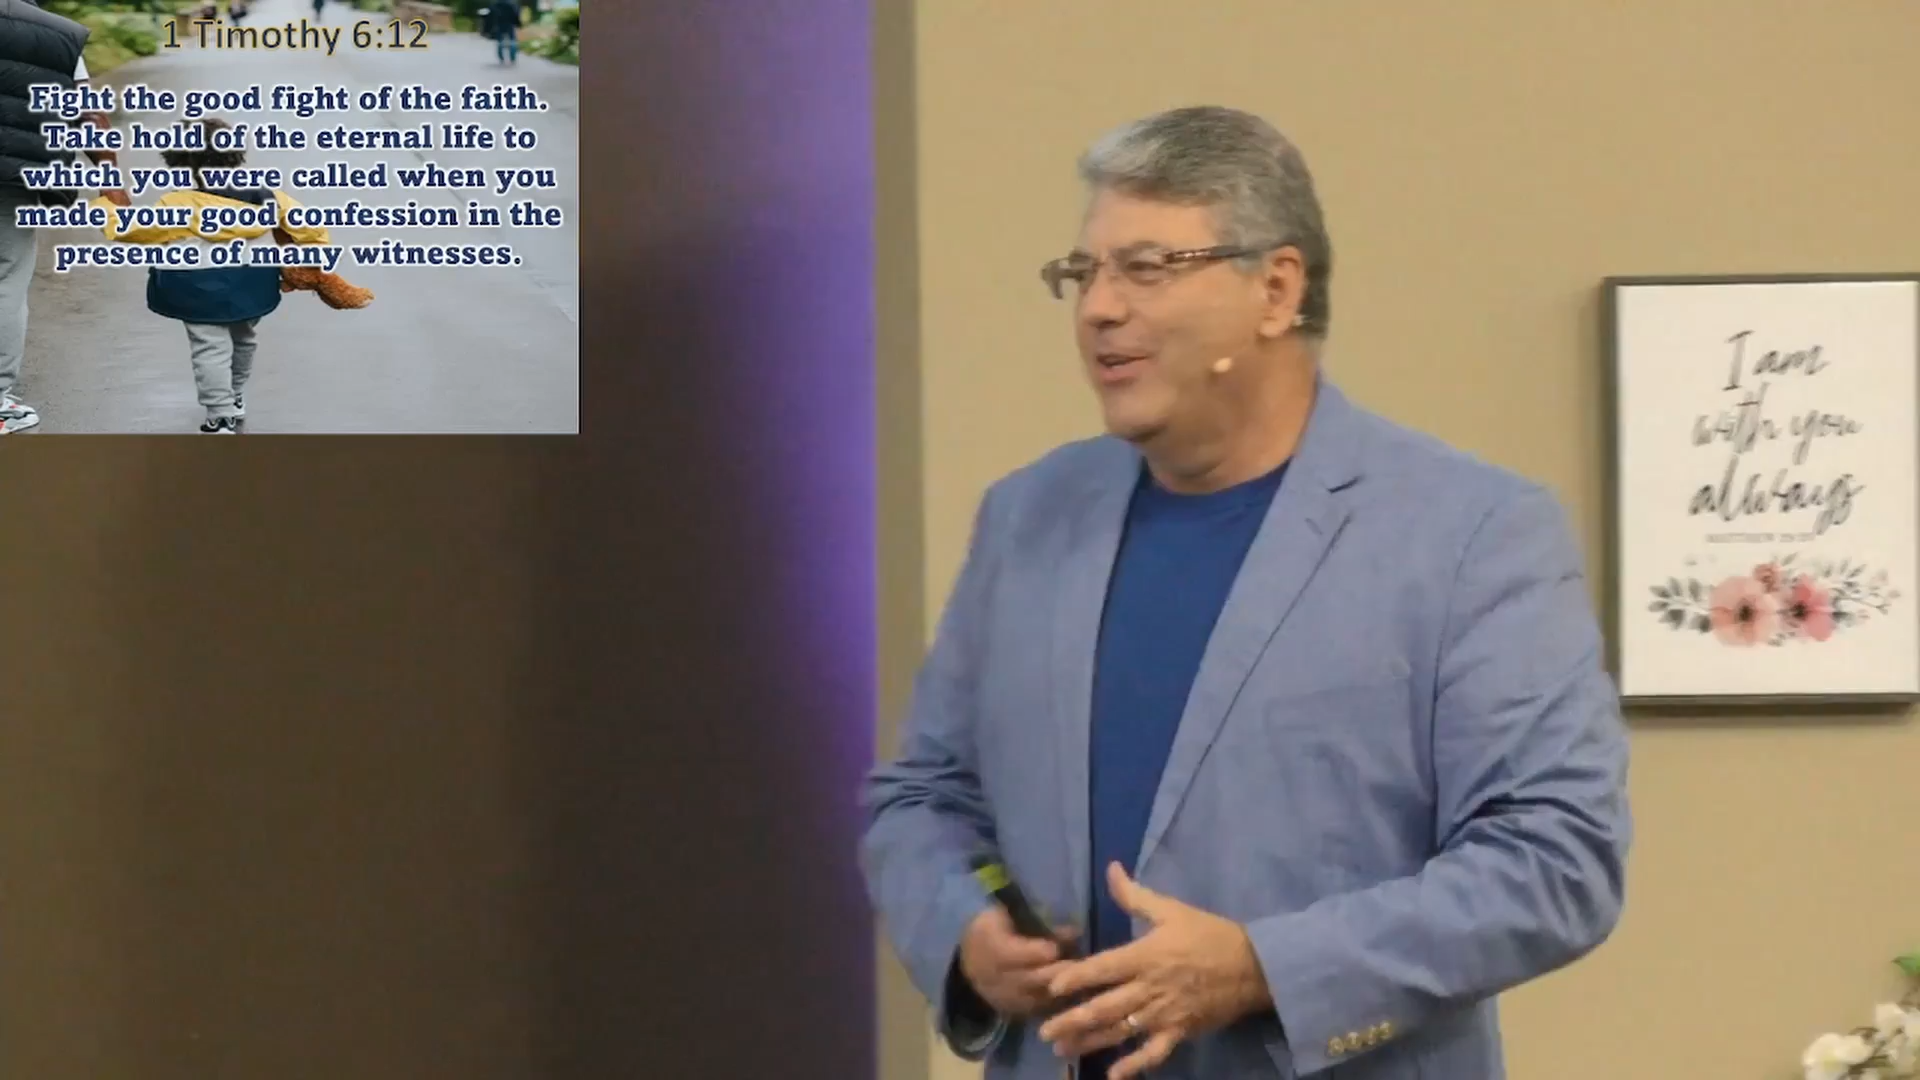 1 Timothy 6:12
Fight the good fight of the faith.
Take hold of the eternal life to
which you were called when you
made your good confession in the
presence of many witnesses.
I am
with you
always